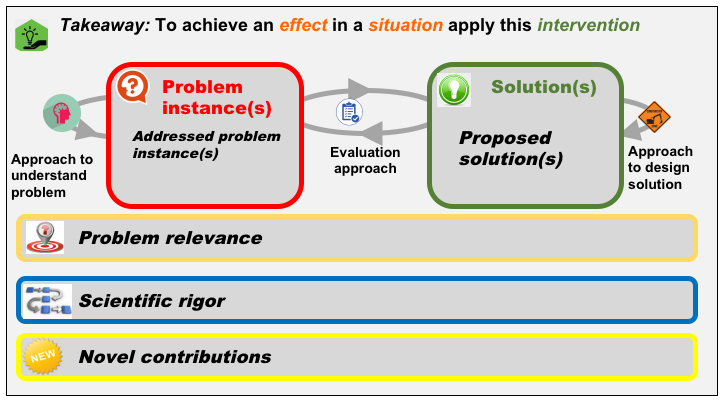 Takeaway: To achieve an effect in a situation apply this intervention
Problem
instance(s)
Addressed problem
instance(s)
Solution(s)
Proposed
solution(s)
Approach to
understand
problem
Evaluation
approach
Approach
to design
solution
Problem relevance
Scientific rigor
NEW
Novel contributions